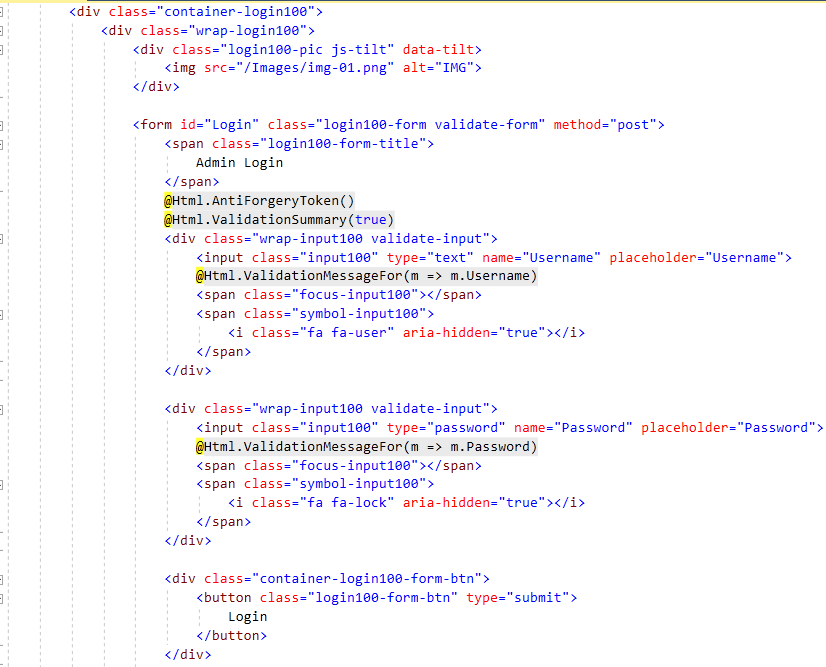 <div class="container-login100">
<div class="wrap-login100">
<div class="login100-pic js-tilt" data-tilt>
<img src="/Images/img-01.png" alt="IMG">
</div>
<form id="Login" class="login100-form validate-form" method="post">
<span class="login100-form-title">
Admin Login
</span>
@Html.AntiForgeryToken()
@Html.ValidationSummary(true)
<div class="wrap-input100 validate-input">
<input class="input100" type="text" name="Username" placeholder="Username">
@Html.ValidationMessageFor(m => m.Username)
<span class="focus-input100"></span>
<span class="symbol-input100">
<i class="fa fa-user" aria-hidden="true"></i>
</span>
</div>
<div class="wrap-input100 validate-input">
<input class="input100" type="password" name="Password" placeholder="Password">
@Html.ValidationMessageFor(m => m.Password)
<span class="focus-input100"></span>
<span class="symbol-input100">
<i class="fa fa-lock" aria-hidden="true"></i>
</span>
</div>
<div class="container-login100-form-btn">
<button class="login100-form-btn" type="submit">
Login
</button>
</div>